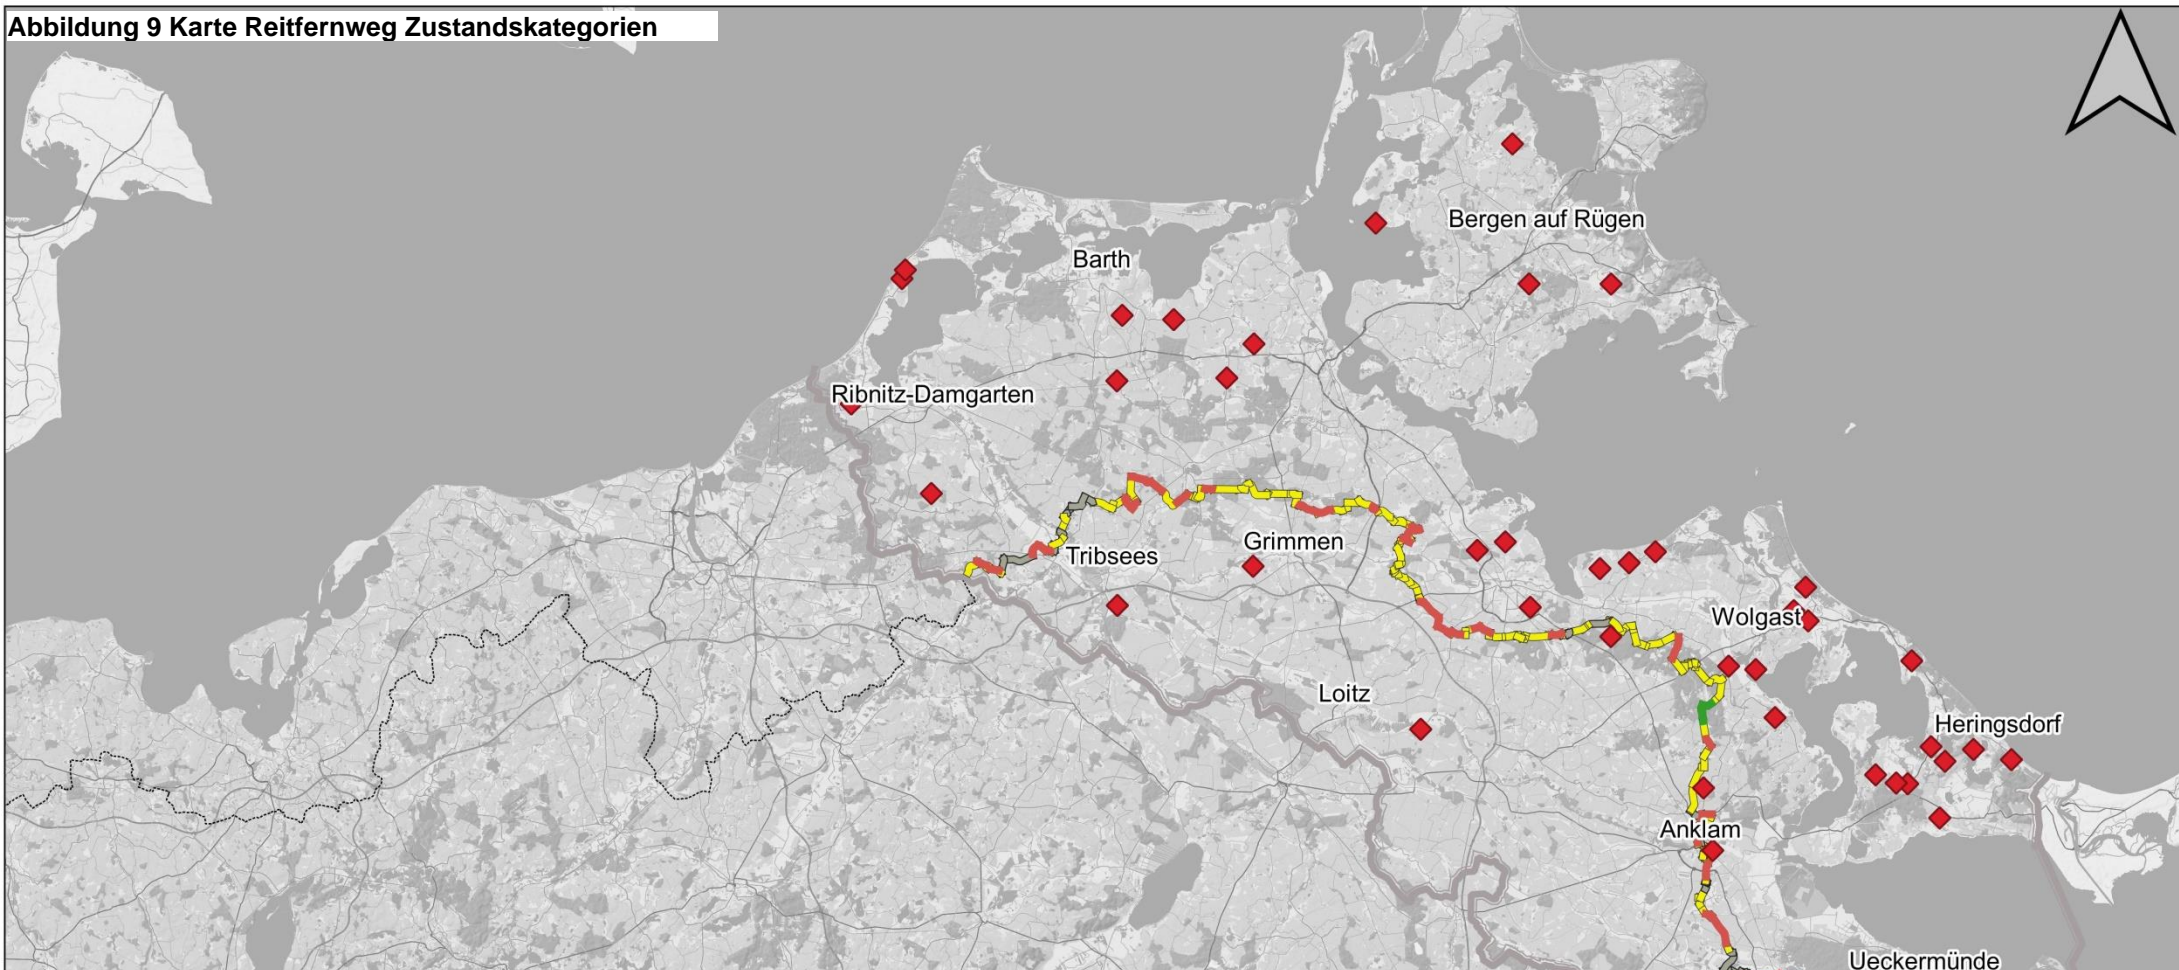 Abbildung 9 Karte Reitfernweg Zustandskategorien
Bergen auf Rügen
Barth
Ribnitz-Damgarten
Grimmen
Tribsees
Wolgast
Loitz
Heringsdorf
Anklam
Ueckermünde